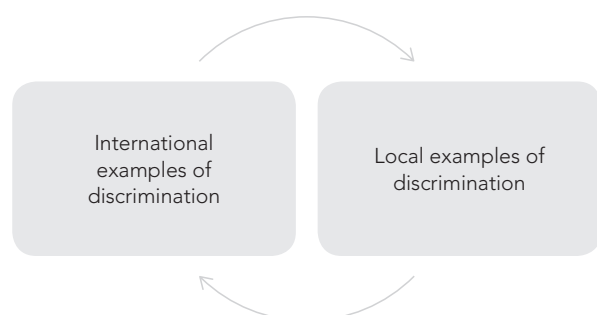 International
examples of
discrimination
Local examples of
discrimination